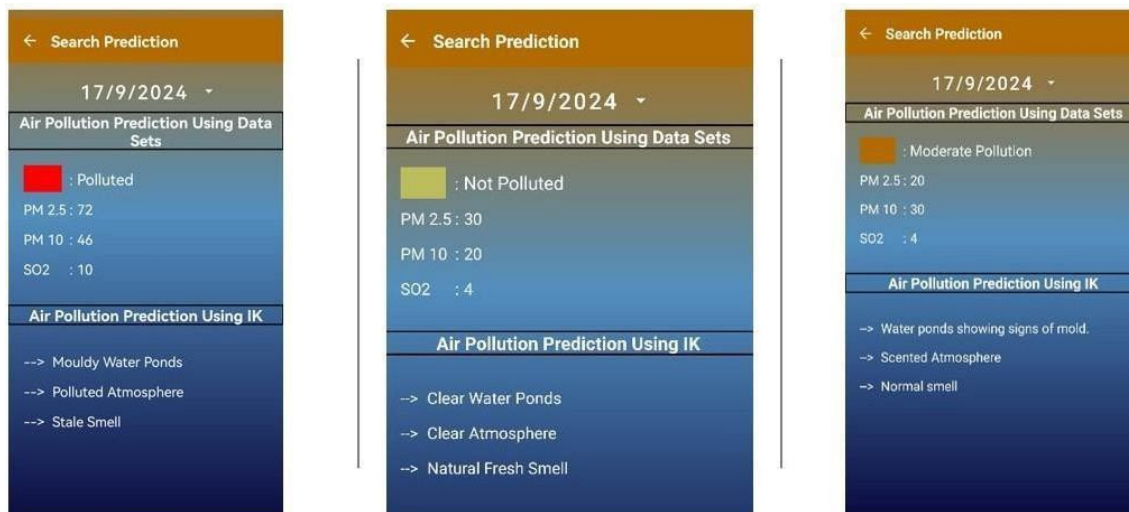 ← Search Prediction
17/9/2024
Air Pollution Prediction Using Data
Sets
: Polluted
PM 2.5 : 72
PM 10 : 46
SO2 : 10
Air Pollution Prediction Using IK
--> Mouldy Water Ponds
--> Polluted Atmosphere
--> Stale Smell
← Search Prediction
17/9/2024
Air Pollution Prediction Using Data Sets
: Not Polluted
PM 2.5 : 30
PM 10 : 20
SO2 : 4
Air Pollution Prediction Using IK
--> Clear Water Ponds
--> Clear Atmosphere
--> Natural Fresh Smell
← Search Prediction
17/9/2024
Air Pollution Prediction Using Data Sets
: Moderate Pollution
PM 2.5 : 20
PM 10 : 30
SO2 : 4
Air Pollution Prediction Using IK
--> Water ponds showing signs of mold.
--> Scented Atmosphere
--> Normal smell